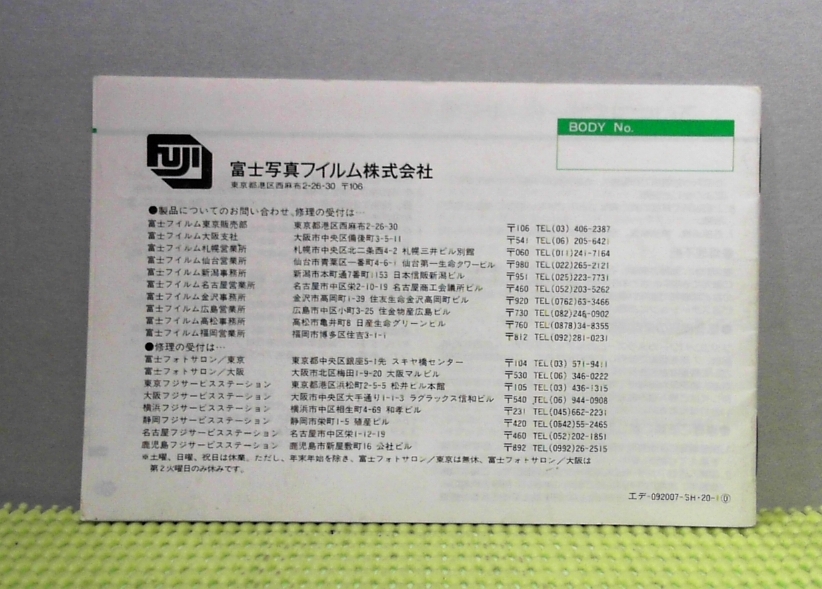 BODY No.
FUJI
富士写真フイルム株式会社
東京都港区西麻布2-26-30 〒106
●製品についてのお問い合わせ、修理の受付は…
富士フイルム東京販売部 東京都港区西麻布2-26-30 〒106 TEL(03) 406-2387
富士フイルム大阪支社 大阪市中央区備後町3-5-11 〒541 TEL(06) 205-6421
富士フイルム札幌営業所 札幌市中央区北二条西4-2 札幌三井ビル別館 〒060 TEL(011)241-7164
富士フイルム仙台営業所 仙台市青葉区一番町4-6-1 仙台第一生命タワービル 〒980 TEL(022)265-2121
富士フイルム新潟事務所 新潟市本町通7番町1153 日本信販新潟ビル 〒951 TEL(025)223-7731
富士フイルム名古屋営業所 名古屋市中区栄2-10-19 名古屋商工会議所ビル 〒460 TEL(052)203-5262
富士フイルム金沢事務所 金沢市高岡町1-39 住友生命金沢高岡町ビル 〒920 TEL(0762)63-3466
富士フイルム広島営業所 広島市中区小町3-25 住金物産広島ビル 〒730 TEL(082)246-0902
富士フイルム高松事務所 高松市亀井町8 日産生命グリーンビル 〒760 TEL(0878)34-8355
富士フイルム福岡営業所 福岡市博多区住吉3-1-1 〒812 TEL(092)281-0231
●修理の受付は…
富士フォトサロン/東京 東京都中央区銀座5-1先 スキヤ橋センター 〒104 TEL(03) 571-9411
富士フォトサロン/大阪 大阪市北区梅田1-9-20 大阪マルビル 〒530 TEL(06) 346-0222
東京フジサービスステーション 東京都港区浜松町2-5-5 松井ビル本館 〒105 TEL(03) 436-1315
大阪フジサービスステーション 大阪市中央区大手通り1-1-3 ラグラックス信和ビル 〒540 TEL(06) 944-0908
横浜フジサービスステーション 横浜市中区相生町4-69 和孝ビル 〒231 TEL(045)662-2231
静岡フジサービスステーション 静岡市栄町1-5 殖産ビル 〒420 TEL(0542)55-2465
名古屋フジサービスステーション 名古屋市中区栄1-12-19 〒460 TEL(052)202-1851
鹿児島フジサービスステーション 鹿児島市新屋敷町16 公社ビル 〒892 TEL(0992)26-2515
※土曜、日曜、祝日は休業。ただし、年末年始を除き、富士フォトサロン/東京は無休、富士フォトサロン/大阪は
第2火曜日のみ休みです。
エデ-092007-SH-20-1⓪